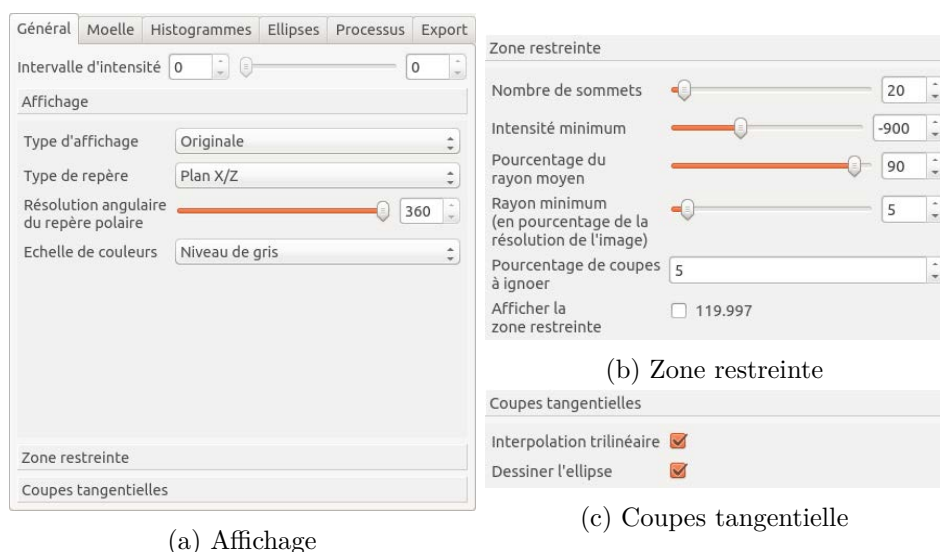 Général Moelle Histogrammes Ellipses Processus Export
Intervalle d'intensité 0 0
Affichage
Type d'affichage Originale
Type de repère Plan X/Z
Résolution angulaire
du repère polaire 360
Echelle de couleurs Niveau de gris
Zone restreinte
Coupes tangentielles
(a) Affichage
Zone restreinte
Nombre de sommets 20
Intensité minimum -900
Pourcentage du
rayon moyen 90
Rayon minimum
(en pourcentage de la
résolution de l'image) 5
Pourcentage de coupes
à ignoer 5
Afficher la
zone restreinte 119.997
(b) Zone restreinte
Coupes tangentielles
Interpolation trilinéaire
Dessiner l'ellipse
(c) Coupes tangentielle